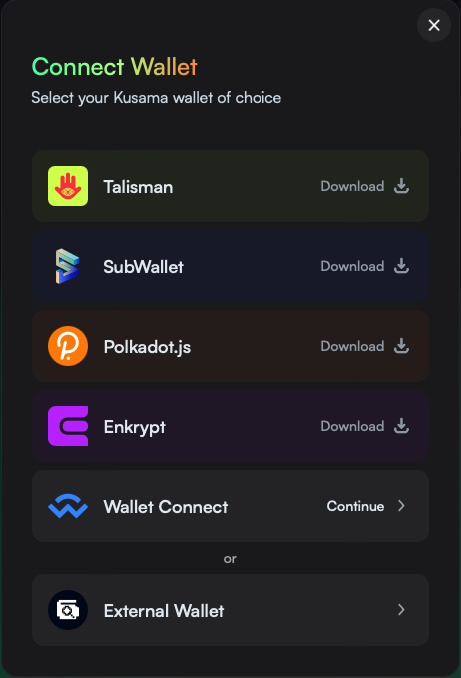 Connect Wallet
Select your Kusama wallet of choice
Talisman Download
SubWallet Download
Polkadot.js Download
Enkrypt Download
Wallet Connect Continue
or
External Wallet